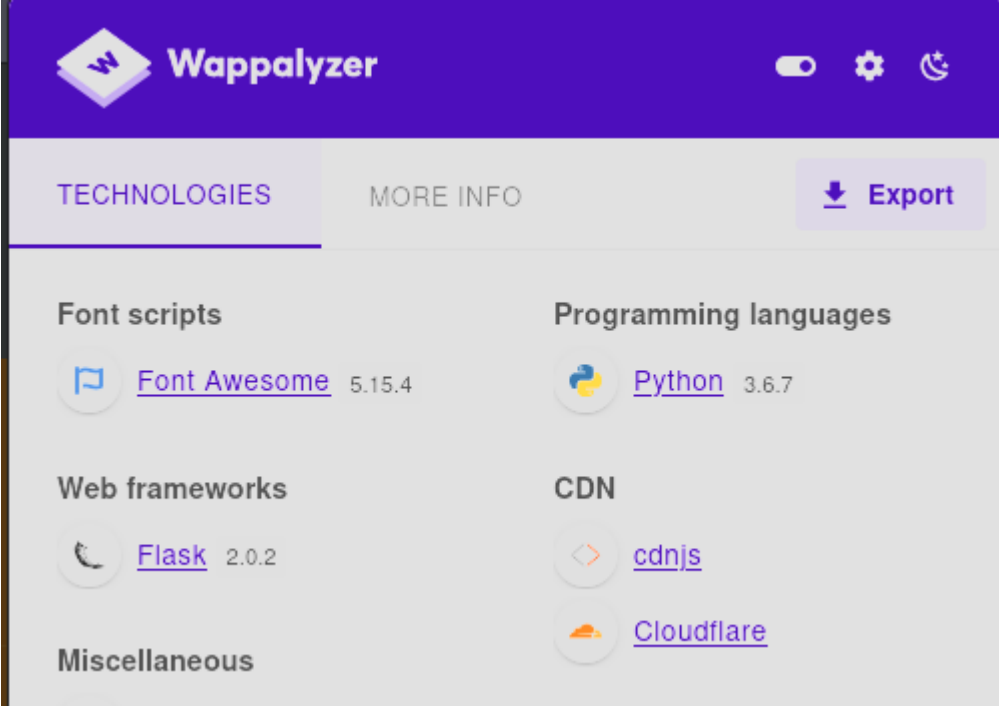 Wappalyzer
TECHNOLOGIES
MORE INFO
Export
Font scripts
Font Awesome 5.15.4
Programming languages
Python 3.6.7
Web frameworks
Flask 2.0.2
CDN
cdnjs
Cloudflare
Miscellaneous